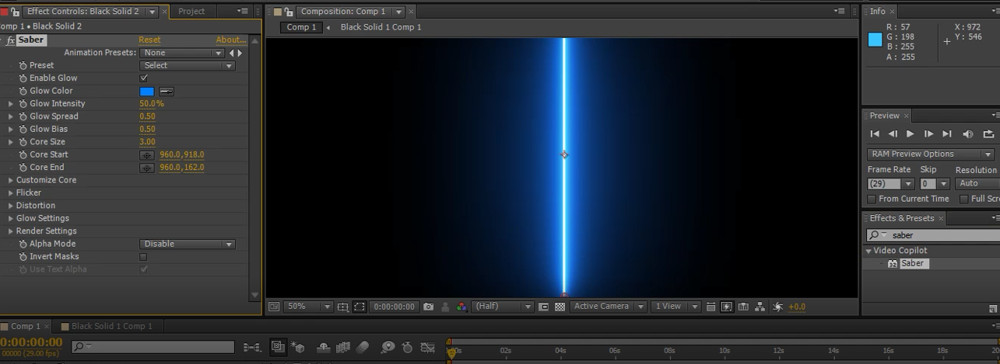 Effect Controls: Black Solid 2
Project
Comp 1 • Black Solid 2
fx Saber Reset About...
Animation Presets: None
Preset Select
Enable Glow
Glow Color
Glow Intensity 50.0%
Glow Spread 0.50
Glow Bias 0.50
Core Size 3.00
Core Start 960.0,918.0
Core End 960.0,162.0
Customize Core
Flicker
Distortion
Glow Settings
Render Settings
Alpha Mode Disable
Invert Masks
Use Text Alpha
Composition: Comp 1
Comp 1 Black Solid 1 Comp 1
50% 0:00:00:00 (Half) Active Camera 1 View +0.0
Info
R : 57 X : 972
G : 198 Y : 546
B : 255
A : 255
Preview
RAM Preview Options
Frame Rate Skip Resolution
(29) 0 Auto
From Current Time Full Scre
Effects & Presets
saber
Video Copilot
32 Saber
Comp 1 Black Solid 1 Comp 1
0:00:00:00
00000 (29.00 fps)
:00s 02s 04s 06s 08s 10s 12s 14s 16s 18s 20